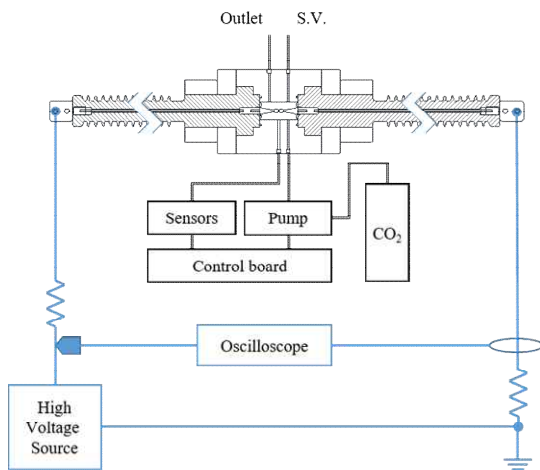 Outlet S.V.
Sensors
Pump
CO₂
Control board
Oscilloscope
High
Voltage
Source